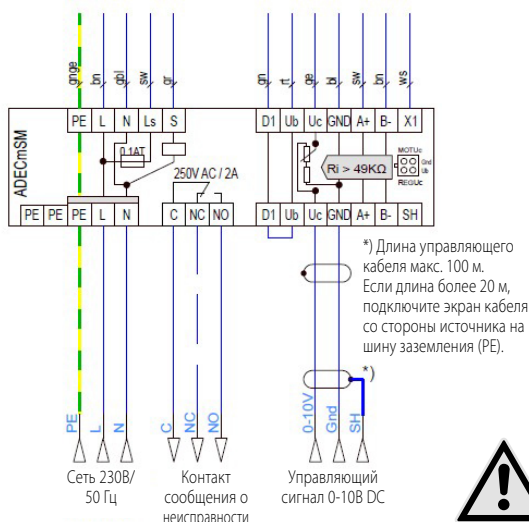 gnge bn gbl sw gr gn rt ge bl sw bn ws
PE L N Ls S D1 Ub Uc GND A+ B- X1
ADECmSM
0.1AT
MOTUc
Gnd
Ub
REGUc
250V AC / 2A
Ri > 49KΩ
PE PE PE L N C NC NO D1 Ub Uc GND A+ B- SH
*) Длина управляющего
кабеля макс. 100 м.
Если длина более 20 м,
подключите экран кабеля
со стороны источника на
шину заземления (PE).
*)
PE L N C NC NO 0-10V Gnd SH
Сеть 230В/
50 Гц
Контакт
сообщения о
неисправности
Управляющий
сигнал 0-10В DC
!